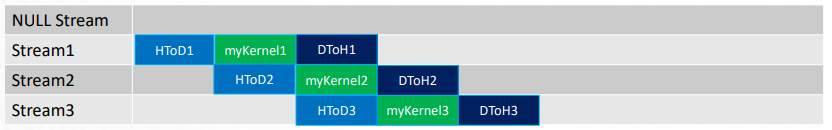 NULL Stream
Stream1 HToD1 myKernel1 DToH1
Stream2 HToD2 myKernel2 DToH2
Stream3 HToD3 myKernel3 DToH3